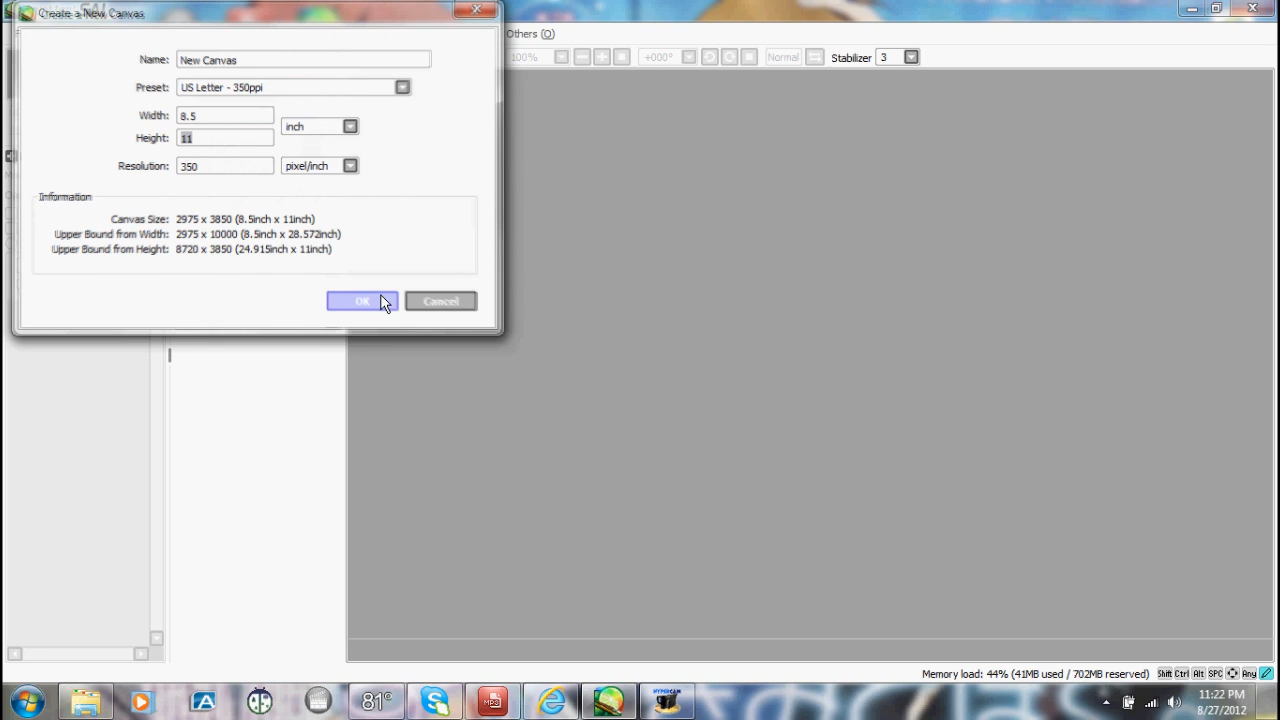 Create a New Canvas
Others (O)
Name: New Canvas
100% +000° Normal Stabilizer 3
Preset: US Letter - 350ppi
Width: 8.5
inch
Height: 11
Resolution: 350 pixel/inch
Information
Canvas Size: 2975 x 3850 (8.5inch x 11inch)
Upper Bound from Width: 2975 x 10000 (8.5inch x 28.572inch)
Upper Bound from Height: 8720 x 3850 (24.915inch x 11inch)
OK Cancel
Memory load: 44% (41MB used / 702MB reserved) Shift Ctrl Alt SPC Any
81° MP3 HYPERCAM
11:22 PM
8/27/2012